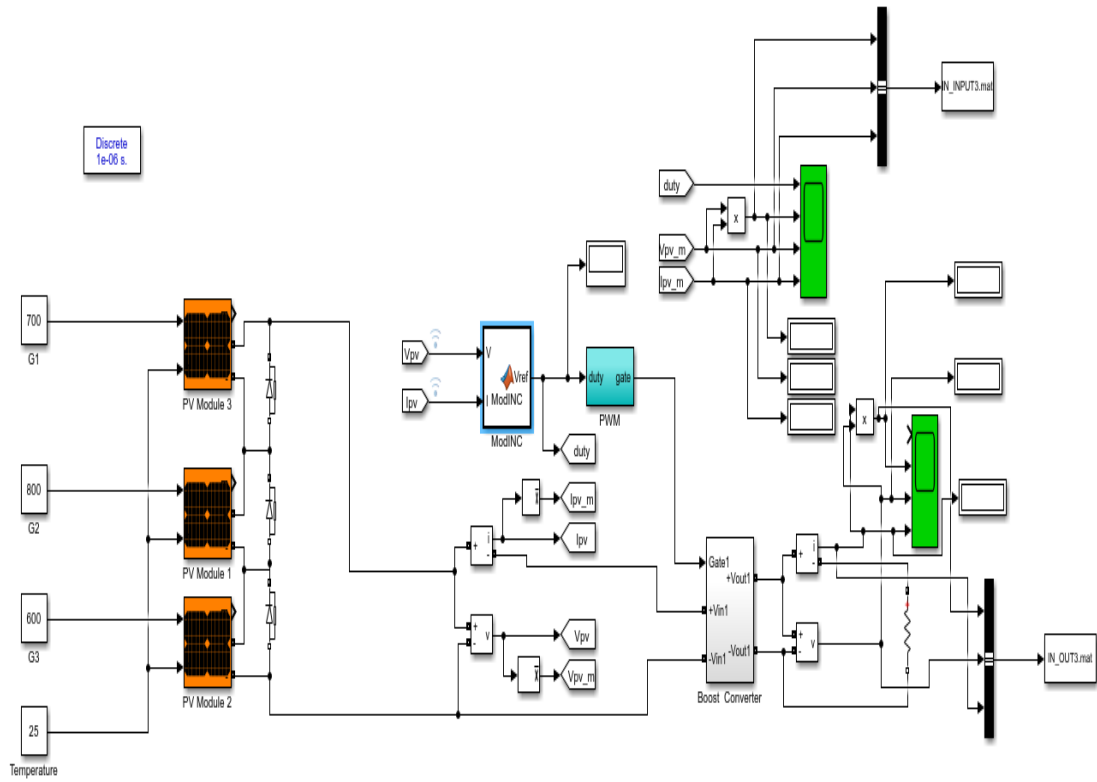 IN_INPUT3.mat
Discrete
1e-06 s.
duty
x
Vpv_m
Ipv_m
700
G1
PV Module 3
Vpv
Ipv
V
I
Vref
ModINC
ModINC
duty
gate
PWM
duty
x
800
G2
PV Module 1
x
Ipv_m
i
+
-
Ipv
Gate1
+Vout1
+Vin1
-Vout1
-Vin1
Boost Converter
+
i
-
+
v
-
600
G3
PV Module 2
+
v
-
Vpv
x
Vpv_m
IN_OUT3.mat
25
Temperature